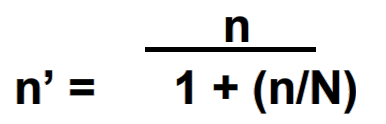 n
n’ = 1 + (n/N)